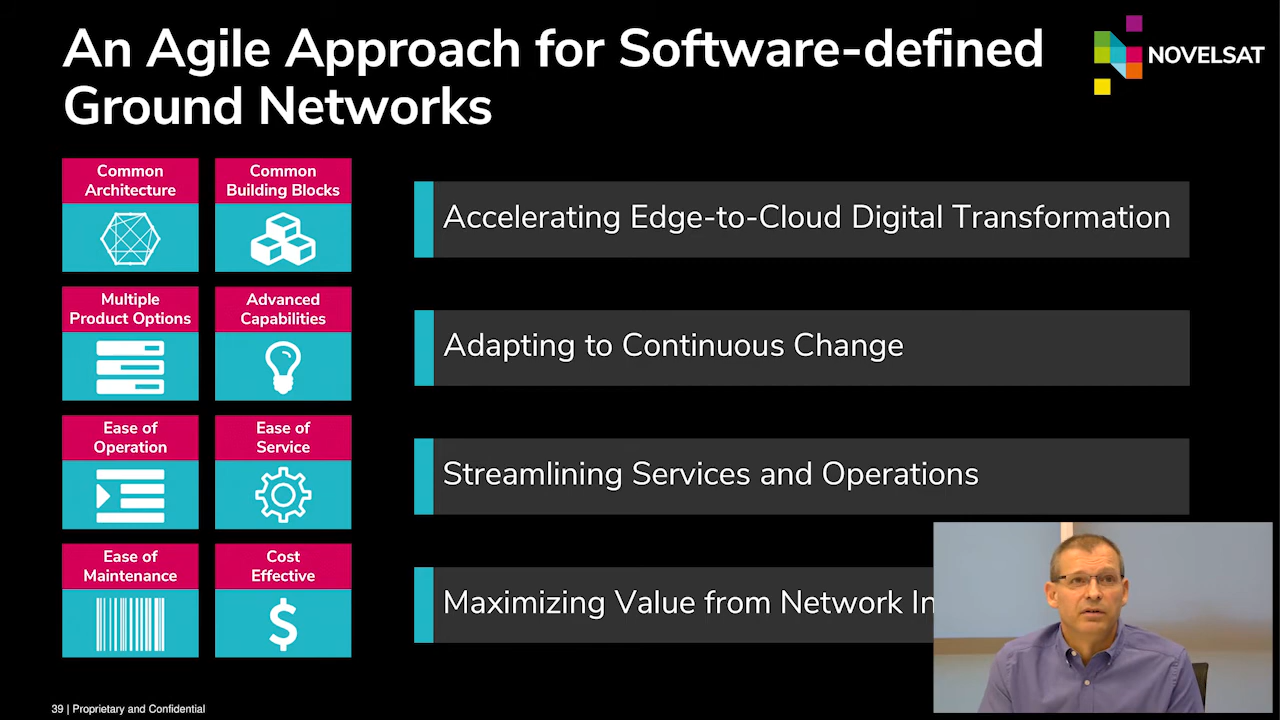 An Agile Approach for Software-defined
Ground Networks
NOVELSAT
Common
Architecture
Common
Building Blocks
Accelerating Edge-to-Cloud Digital Transformation
Multiple
Product Options
Advanced
Capabilities
Adapting to Continuous Change
Ease of
Operation
Ease of
Service
Streamlining Services and Operations
Ease of
Maintenance
Cost
Effective
$
Maximizing Value from Network
39 | Proprietary and Confidential